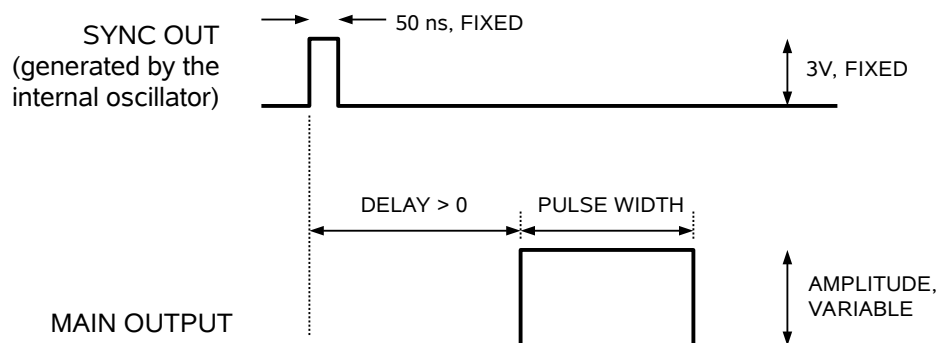 50 ns, FIXED
SYNC OUT
(generated by the
internal oscillator)
3V, FIXED
DELAY > 0
PULSE WIDTH
AMPLITUDE,
VARIABLE
MAIN OUTPUT